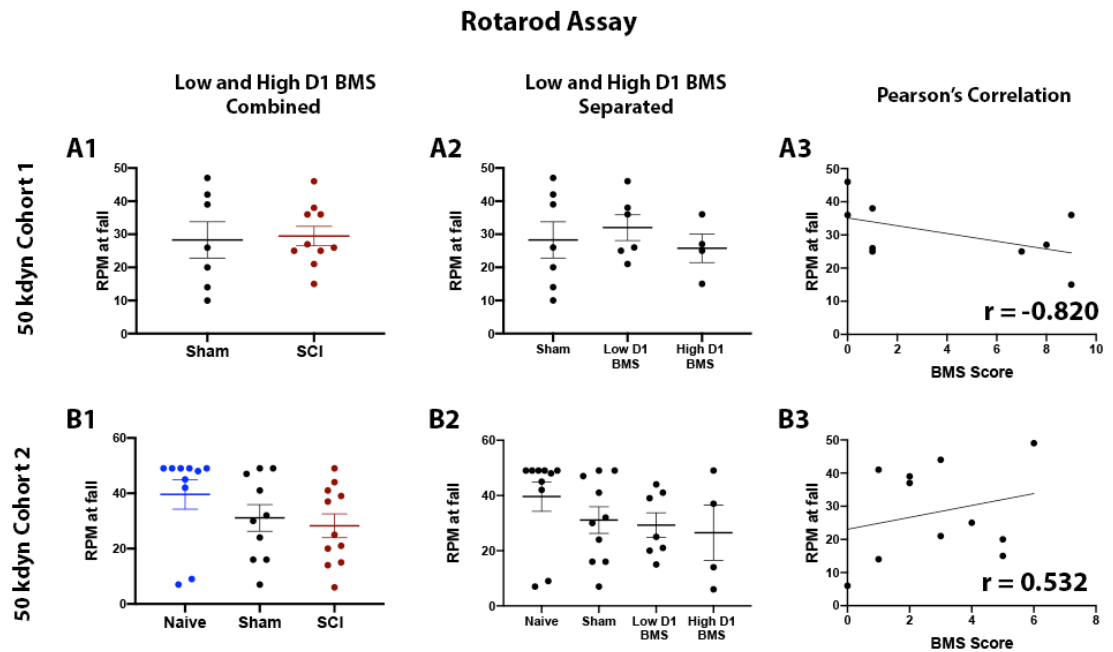 Rotarod Assay
Low and High D1 BMS
Combined
Low and High D1 BMS
Separated
Pearson's Correlation
50 kdyn Cohort 1
A1
RPM at fall
50
40
30
20
10
0
Sham
SCI
A2
RPM at fall
50
40
30
20
10
0
Sham
Low D1
BMS
High D1
BMS
A3
RPM at fall
50
40
30
20
10
0
r = -0.820
0
2
4
6
8
10
BMS Score
50 kdyn Cohort 2
B1
RPM at fall
60
40
20
0
Naive
Sham
SCI
B2
RPM at fall
60
40
20
0
Naive
Sham
Low D1
BMS
High D1
BMS
B3
RPM at fall
60
40
20
0
r = 0.532
0
2
4
6
8
BMS Score